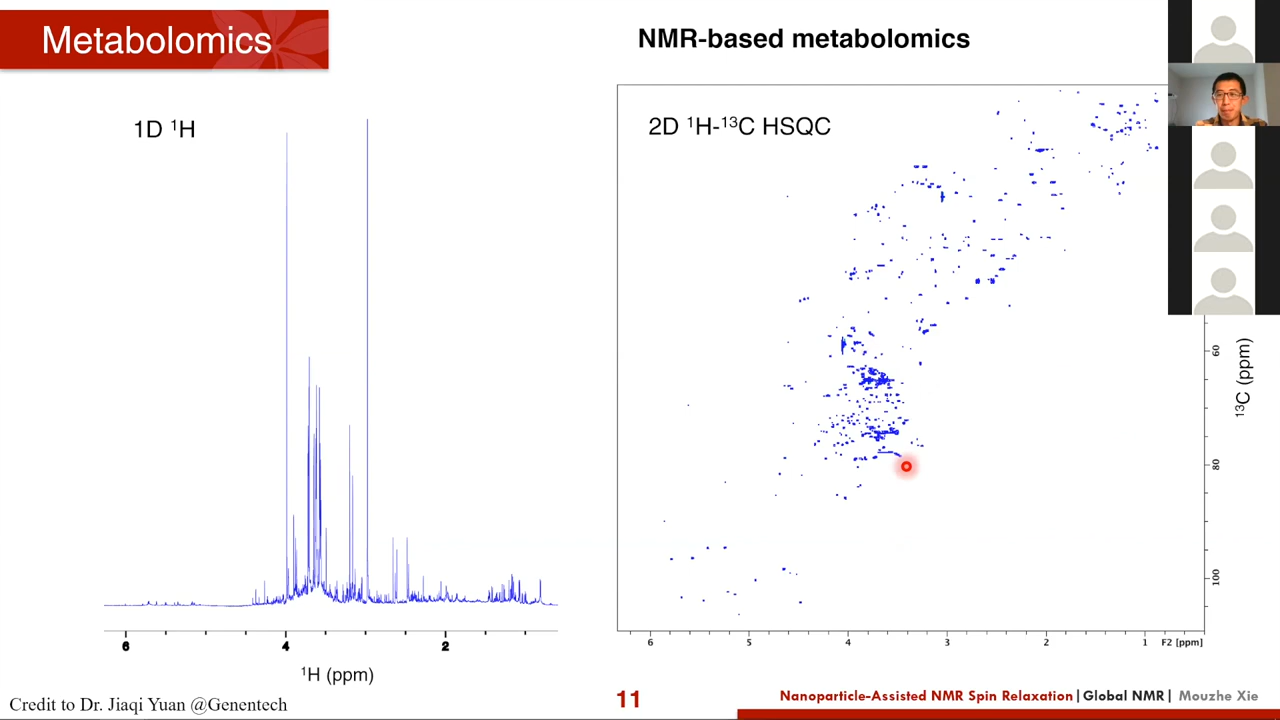 Metabolomics
NMR-based metabolomics
1D ¹H
2D ¹H-¹³C HSQC
6
4
2
¹H (ppm)
60
80
100
¹³C (ppm)
6
5
4
3
2
1
F2 [ppm]
Credit to Dr. Jiaqi Yuan @Genentech
11
Nanoparticle-Assisted NMR Spin Relaxation | Global NMR | Mouzhe Xie